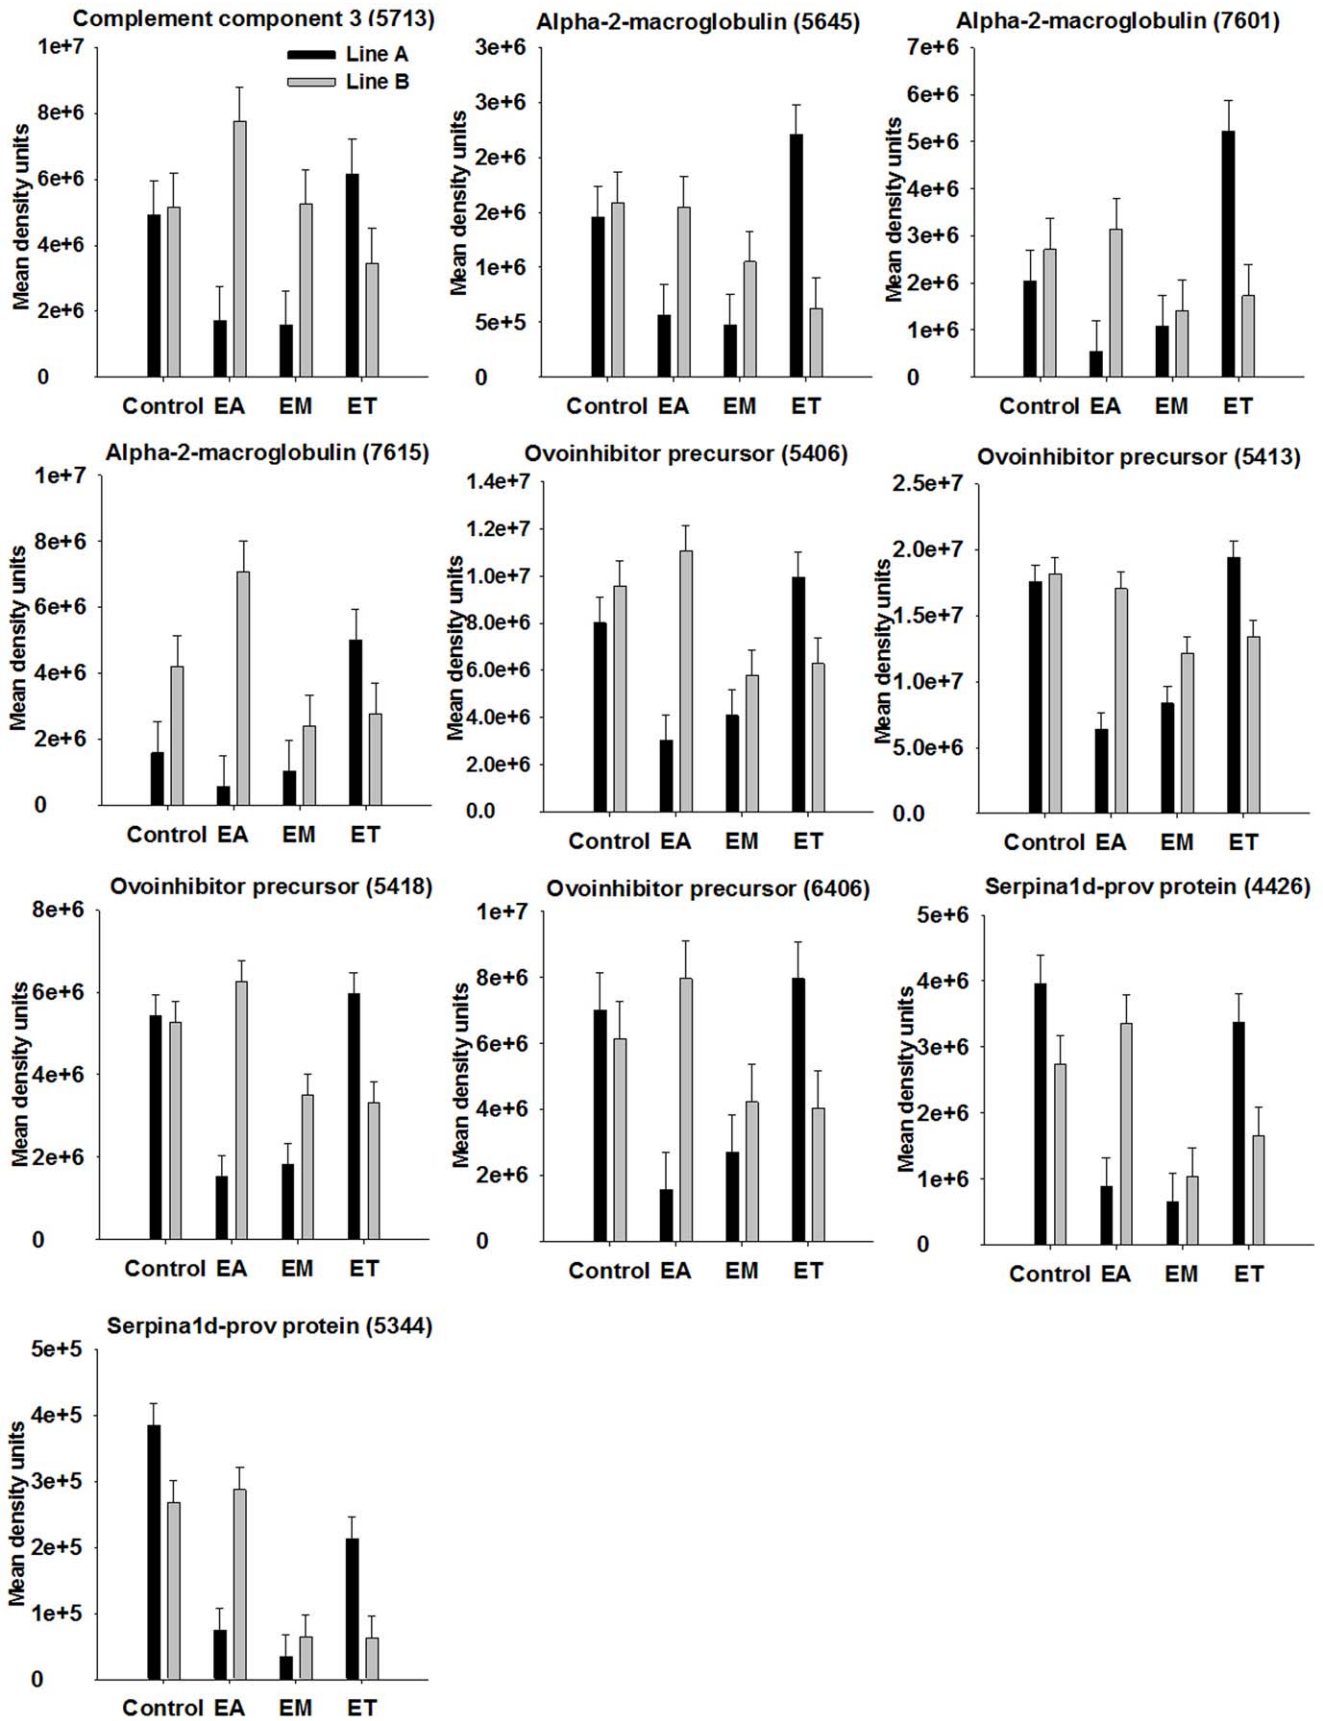 Complement component 3 (5713)
1e+7
8e+6
6e+6
4e+6
2e+6
0
Mean density units
Line A
Line B
Control EA EM ET
Alpha-2-macroglobulin (5645)
3e+6
3e+6
2e+6
2e+6
1e+6
5e+5
0
Mean density units
Control EA EM ET
Alpha-2-macroglobulin (7601)
7e+6
6e+6
5e+6
4e+6
3e+6
2e+6
1e+6
0
Mean density units
Control EA EM ET
Alpha-2-macroglobulin (7615)
1e+7
8e+6
6e+6
4e+6
2e+6
0
Mean density units
Control EA EM ET
Ovoinhibitor precursor (5406)
1.4e+7
1.2e+7
1.0e+7
8.0e+6
6.0e+6
4.0e+6
2.0e+6
0.0
Mean density units
Control EA EM ET
Ovoinhibitor precursor (5413)
2.5e+7
2.0e+7
1.5e+7
1.0e+7
5.0e+6
0.0
Mean density units
Control EA EM ET
Ovoinhibitor precursor (5418)
8e+6
6e+6
4e+6
2e+6
0
Mean density units
Control EA EM ET
Ovoinhibitor precursor (6406)
1e+7
8e+6
6e+6
4e+6
2e+6
0
Mean density units
Control EA EM ET
Serpina1d-prov protein (4426)
5e+6
4e+6
3e+6
2e+6
1e+6
0
Mean density units
Control EA EM ET
Serpina1d-prov protein (5344)
5e+5
4e+5
3e+5
2e+5
1e+5
0
Mean density units
Control EA EM ET